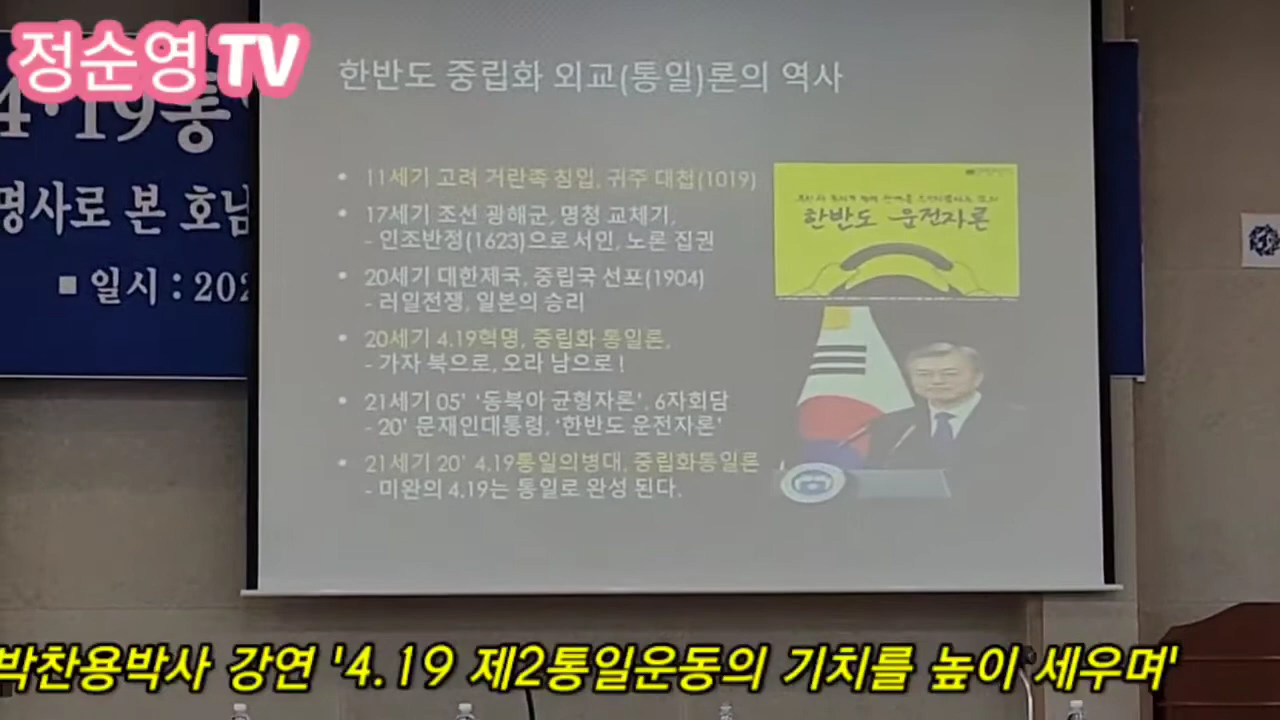 정순영 TV
4·19통
명사로 본 호남
■ 일시 : 202
한반도 중립화 외교(통일)론의 역사
• 11세기 고려 거란족 침입, 귀주 대첩(1019)
• 17세기 조선 광해군, 명청 교체기,
- 인조반정(1623)으로 서인, 노론 집권
• 20세기 대한제국, 중립국 선포(1904)
- 러일전쟁, 일본의 승리
• 20세기 4.19혁명, 중립화 통일론,
- 가자 북으로, 오라 남으로 !
• 21세기 05' '동북아 균형자론', 6자회담
- 20' 문재인대통령, '한반도 운전자론'
• 21세기 20' 4.19통일의병대, 중립화통일론
- 미완의 4.19는 통일로 완성 된다.
한반도 운전자론
박찬용박사 강연 '4.19 제2통일운동의 기치를 높이 세우며'